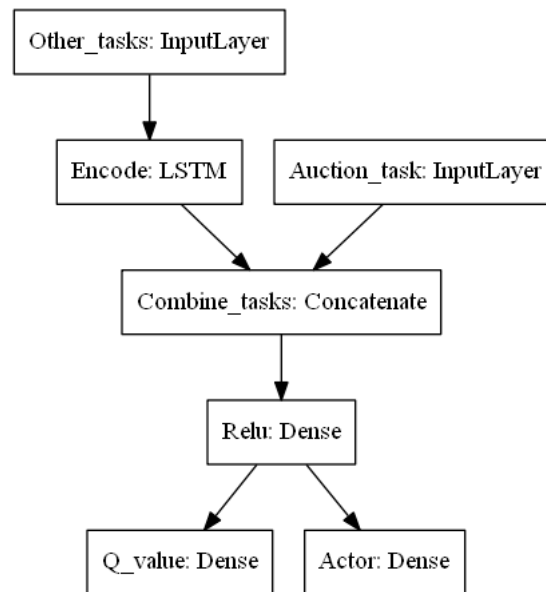 Other_tasks: InputLayer
Encode: LSTM
Auction_task: InputLayer
Combine_tasks: Concatenate
Relu: Dense
Q_value: Dense
Actor: Dense